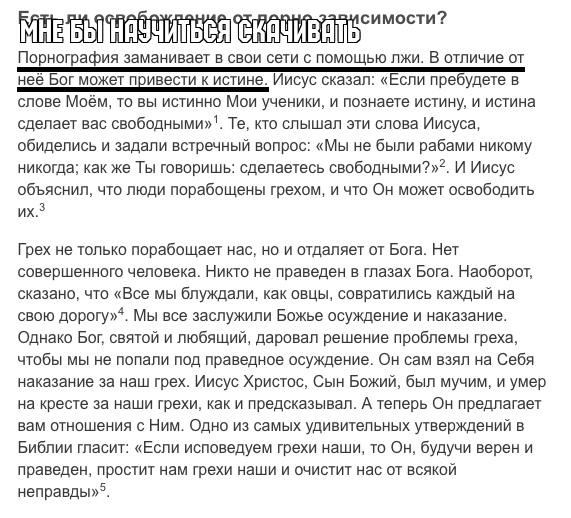 Есть ли освобождение от порно-зависимости?
МНЕ БЫ НАУЧИТЬСЯ СКАЧИВАТЬ
Порнография заманивает в свои сети с помощью лжи. В отличие от
неё Бог может привести к истине. Иисус сказал: «Если пребудете в
слове Моём, то вы истинно Мои ученики, и познаете истину, и истина
сделает вас свободными»¹. Те, кто слышал эти слова Иисуса,
обиделись и задали встречный вопрос: «Мы не были рабами никому
никогда; как же Ты говоришь: сделаетесь свободными?»². И Иисус
объяснил, что люди порабощены грехом, и что Он может освободить
их.³
Грех не только порабощает нас, но и отдаляет от Бога. Нет
совершенного человека. Никто не праведен в глазах Бога. Наоборот,
сказано, что «Все мы блуждали, как овцы, совратились каждый на
свою дорогу»⁴. Мы все заслужили Божье осуждение и наказание.
Однако Бог, святой и любящий, даровал решение проблемы греха,
чтобы мы не попали под праведное осуждение. Он сам взял на Себя
наказание за наш грех. Иисус Христос, Сын Божий, был мучим, и умер
на кресте за наши грехи, как и предсказывал. А теперь Он предлагает
вам отношения с Ним. Одно из самых удивительных утверждений в
Библии гласит: «Если исповедуем грехи наши, то Он, будучи верен и
праведен, простит нам грехи наши и очистит нас от всякой
неправды»⁵.